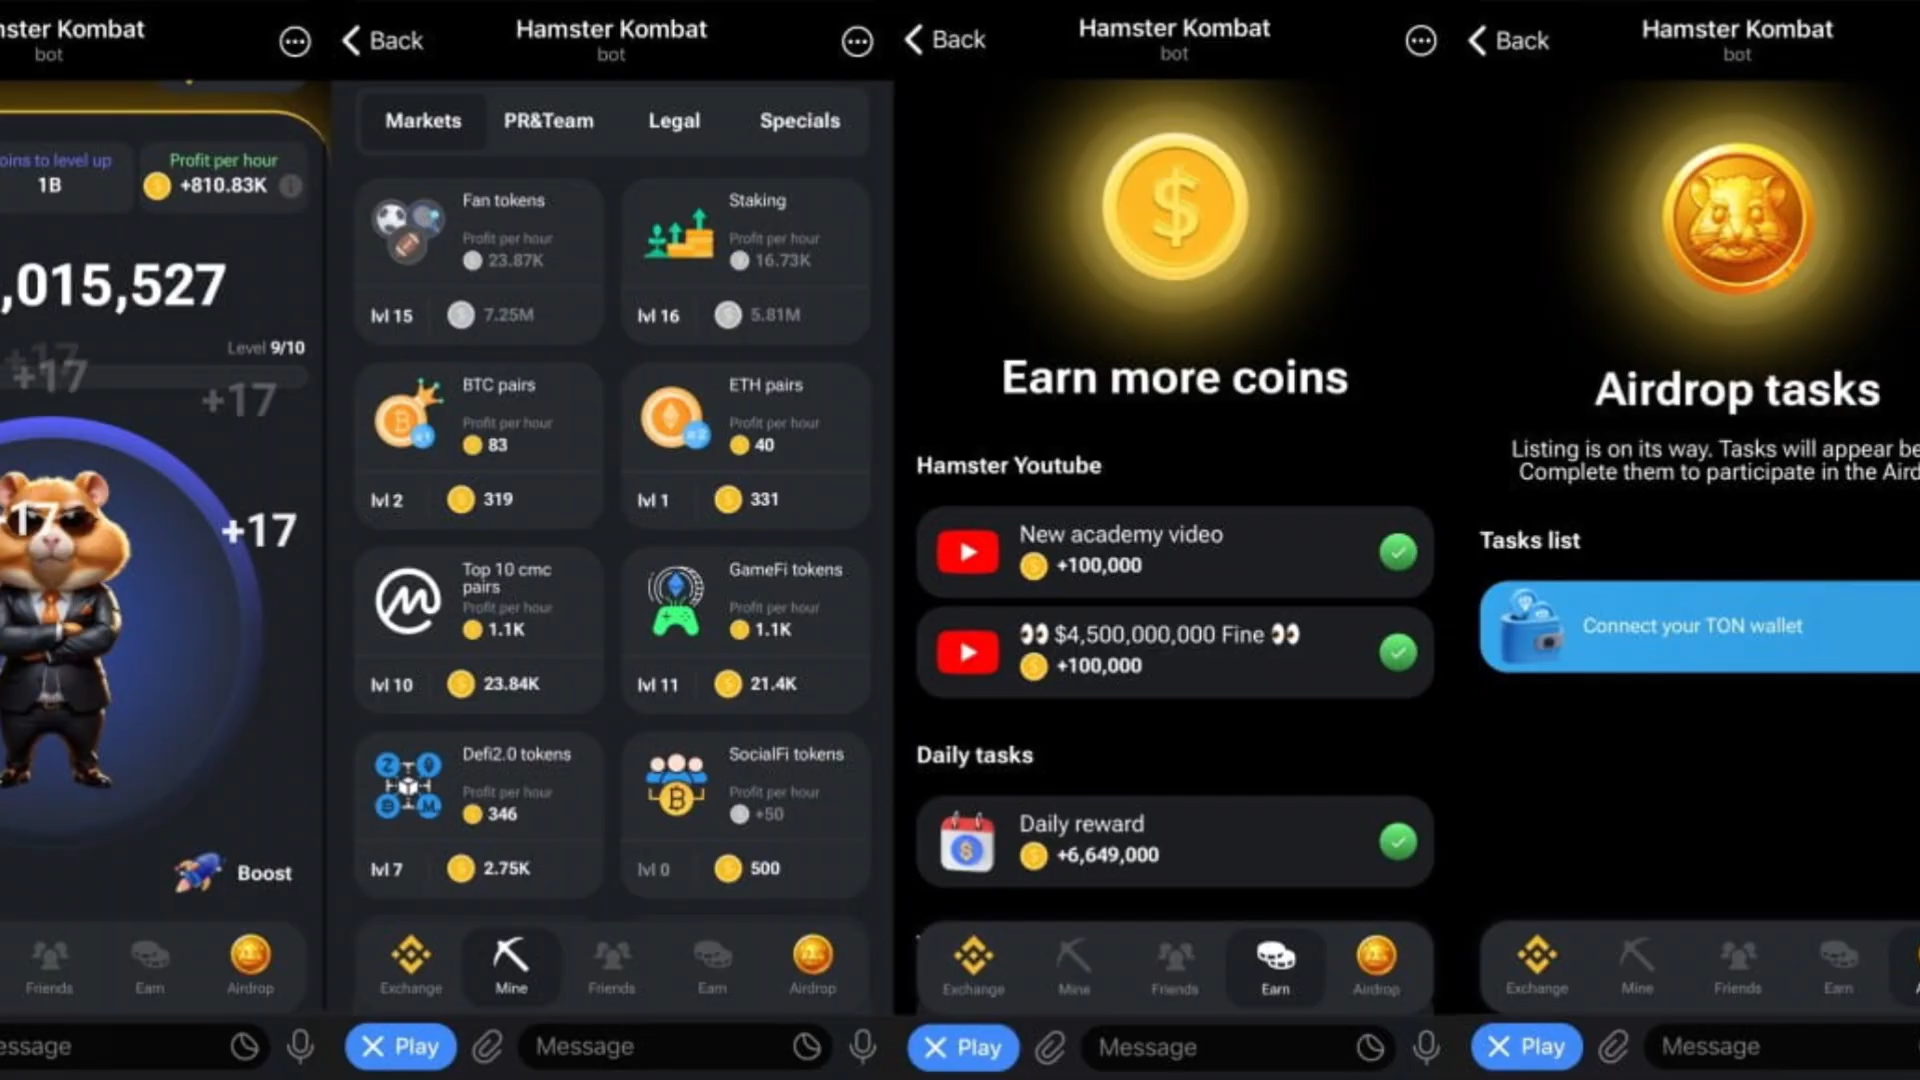 ster Kombat
bot
oins to level up
1B
Profit per hour
+810.83K
,015,527
Level 9/10
+17
+17
+17
+17
+17
Boost
Friends
Earn
Airdrop
essage
Back
Hamster Kombat
bot
Markets
PR&Team
Legal
Specials
Fan tokens
Profit per hour
23.87K
lvl 15
7.25M
Staking
Profit per hour
16.73K
lvl 16
5.81M
BTC pairs
Profit per hour
83
lvl 2
319
ETH pairs
Profit per hour
40
lvl 1
331
Top 10 cmc
pairs
Profit per hour
1.1K
lvl 10
23.84K
GameFi tokens
Profit per hour
1.1K
lvl 11
21.4K
Defi2.0 tokens
Profit per hour
346
lvl 7
2.75K
SocialFi tokens
Profit per hour
+50
lvl 0
500
Exchange
Mine
Friends
Earn
Airdrop
Play
Message
Back
Hamster Kombat
bot
Earn more coins
Hamster Youtube
New academy video
+100,000
👀 $4,500,000,000 Fine 👀
+100,000
Daily tasks
Daily reward
+6,649,000
Exchange
Mine
Friends
Earn
Airdrop
Play
Message
Back
Hamster Kombat
bot
Airdrop tasks
Listing is on its way. Tasks will appear be
Complete them to participate in the Aird
Tasks list
Connect your TON wallet
Exchange
Mine
Friends
Earn
A
Play
Message